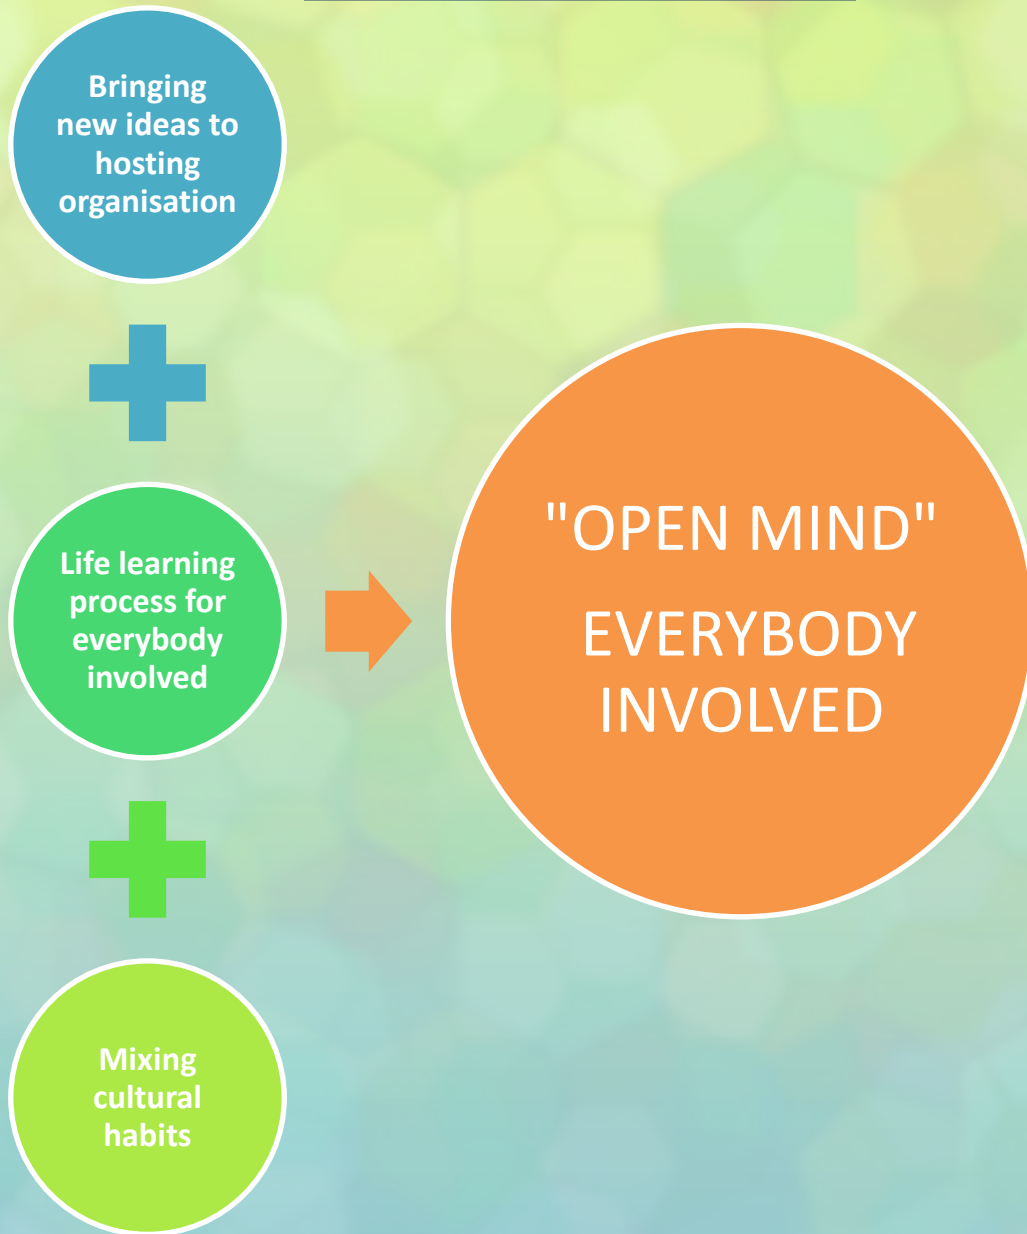 Bringing
new ideas to
hosting
organisation
Life learning
process for
everybody
involved
Mixing
cultural
habits
"OPEN MIND"
EVERYBODY
INVOLVED